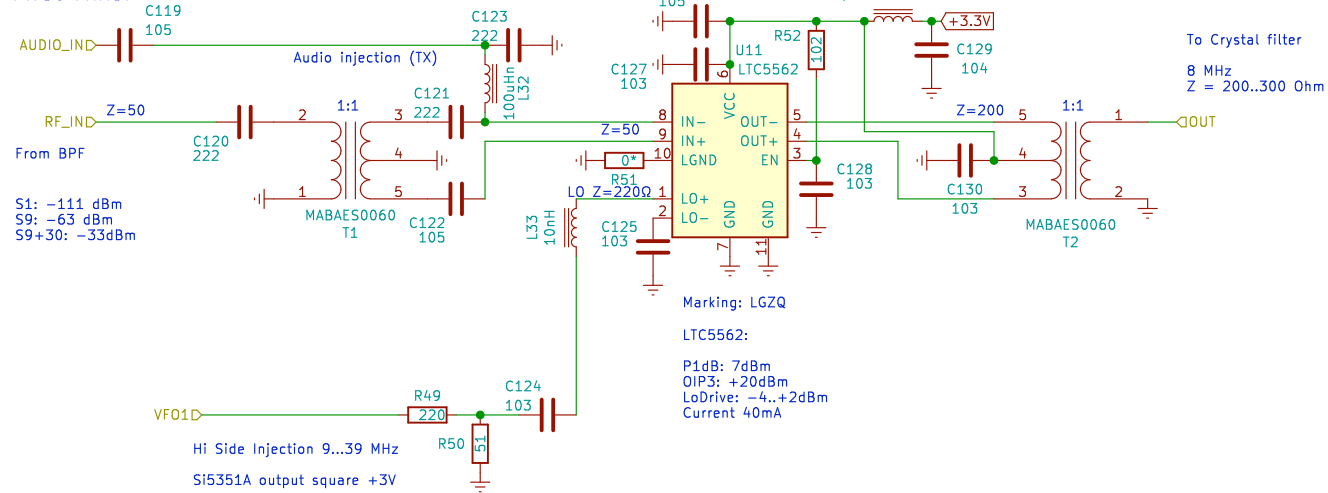 C119
105
AUDIO_IN
C123
222
Audio injection (TX)
100uHn
L32
105
R52
102
+3.3V
C129
104
To Crystal filter
8 MHz
Z = 200..300 Ohm
U11
LTC5562
C127
103
6
VCC
RF_IN
Z=50
C120
222
From BPF
S1: -111 dBm
S9: -63 dBm
S9+30: -33dBm
1:1
2
1
3
4
5
MABAES0060
T1
C121
222
C122
105
Z=50
8
IN-
9
IN+
10
LGND
0*
R51
LO Z=220Ω
1
LO+
2
LO-
OUT-
5
OUT+
4
EN
3
GND
7
GND
11
L33
10nH
C125
103
C128
103
Z=200
1:1
5
4
3
1
2
C130
103
MABAES0060
T2
OUT
Marking: LGZQ
LTC5562:
P1dB: 7dBm
OIP3: +20dBm
LoDrive: -4..+2dBm
Current 40mA
VFO1
R49
220
R50
51
C124
103
Hi Side Injection 9...39 MHz
Si5351A output square +3V